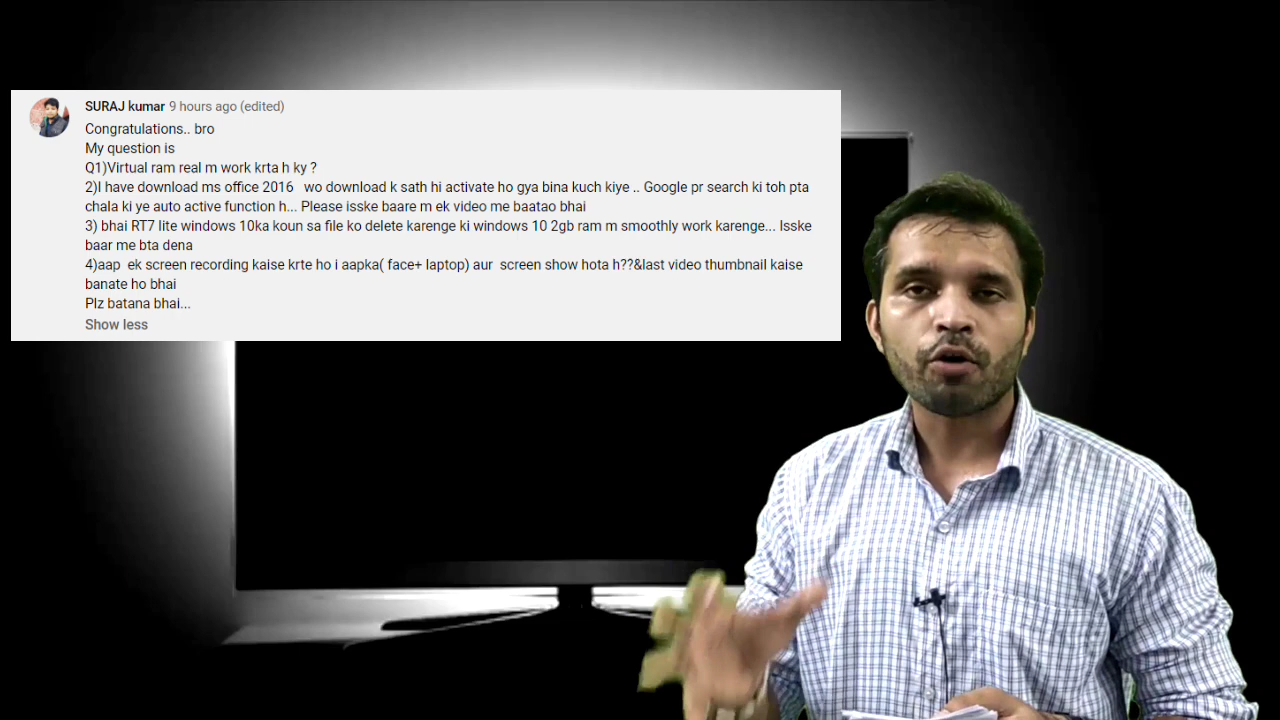 SURAJ kumar 9 hours ago (edited)
Congratulations.. bro
My question is
Q1)Virtual ram real m work krta h ky ?
2)I have download ms office 2016 wo download k sath hi activate ho gya bina kuch kiye .. Google pr search ki toh pta
chala ki ye auto active function h... Please isske baare m ek video me baatao bhai
3) bhai RT7 lite windows 10ka koun sa file ko delete karenge ki windows 10 2gb ram m smoothly work karenge... Isske
baar me bta dena
4)aap ek screen recording kaise krte ho i aapka( face+ laptop) aur screen show hota h??&last video thumbnail kaise
banate ho bhai
Plz batana bhai...
Show less